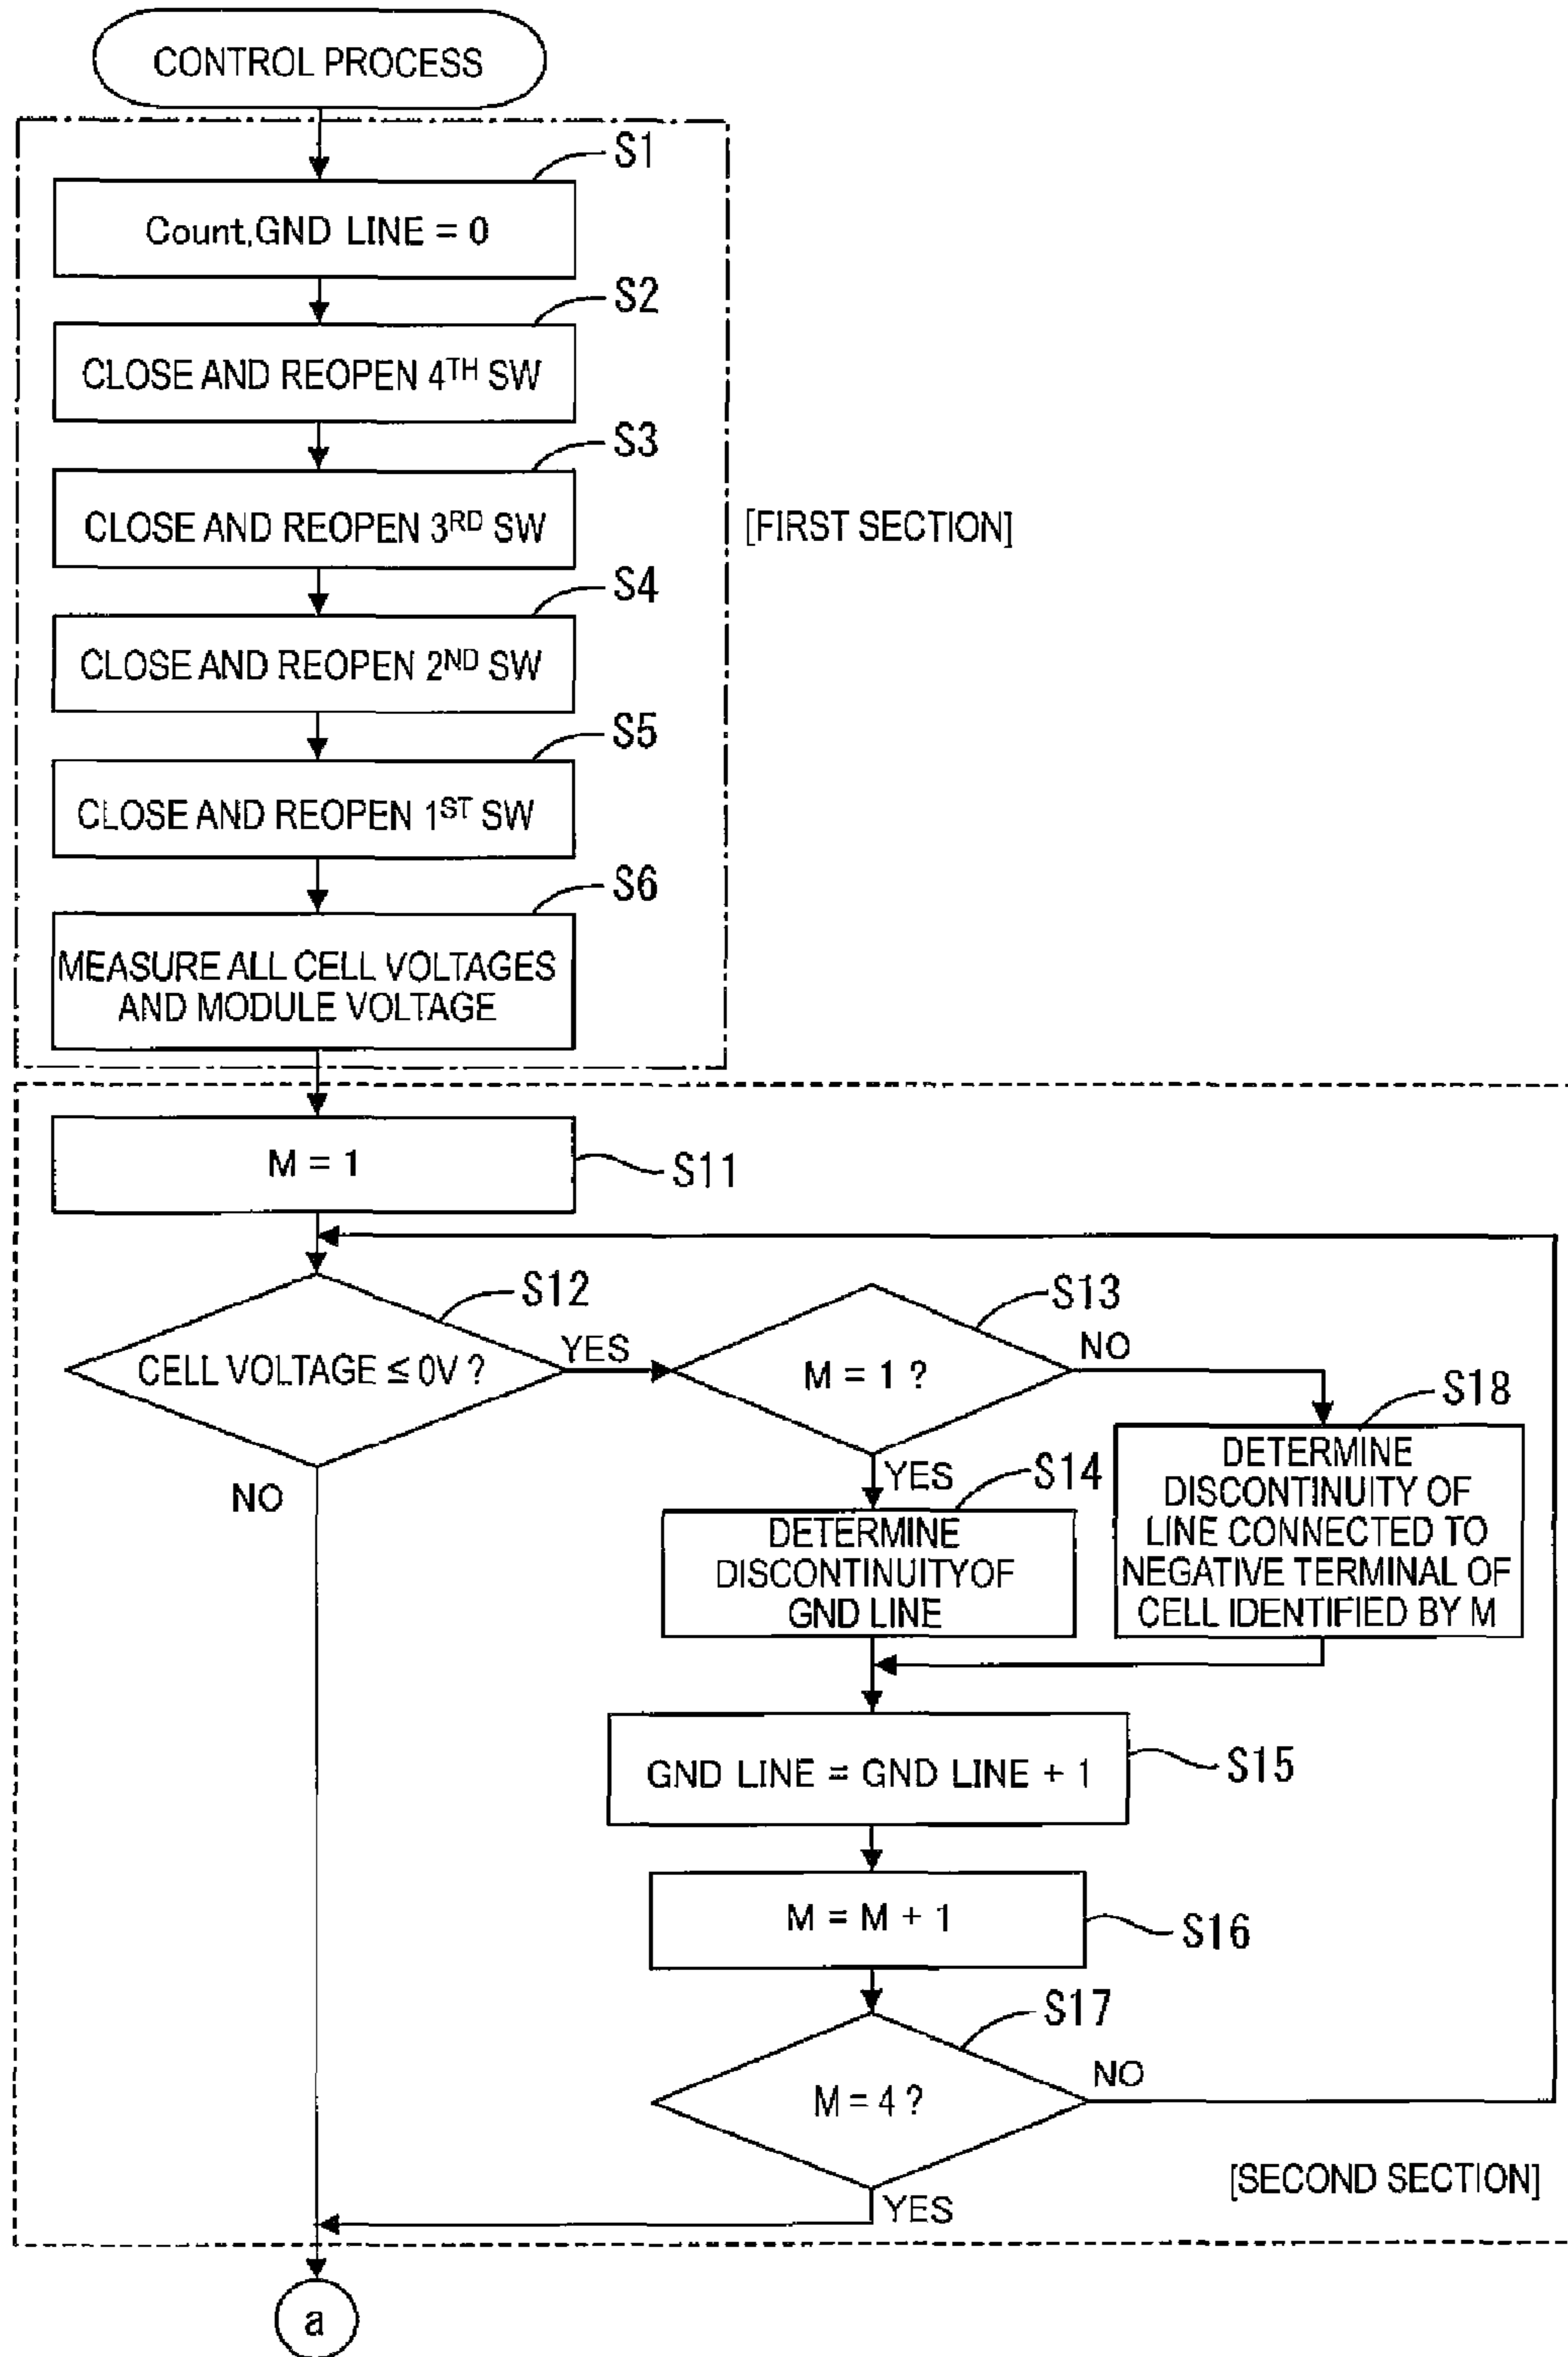 CONTROL PROCESS
S1
Count,GND LINE = 0
S2
CLOSE AND REOPEN 4TH SW
S3
CLOSE AND REOPEN 3RD SW
[FIRST SECTION]
S4
CLOSE AND REOPEN 2ND SW
S5
CLOSE AND REOPEN 1ST SW
S6
MEASURE ALL CELL VOLTAGES
AND MODULE VOLTAGE
M = 1
S11
S12
CELL VOLTAGE ≤ 0V ?
YES
NO
S13
M = 1 ?
NO
YES
S18
DETERMINE
DISCONTINUITY OF
LINE CONNECTED TO
NEGATIVE TERMINAL OF
CELL IDENTIFIED BY M
S14
DETERMINE
DISCONTINUITY OF
GND LINE
GND LINE = GND LINE + 1
S15
M = M + 1
S16
S17
M = 4 ?
NO
YES
[SECOND SECTION]
a